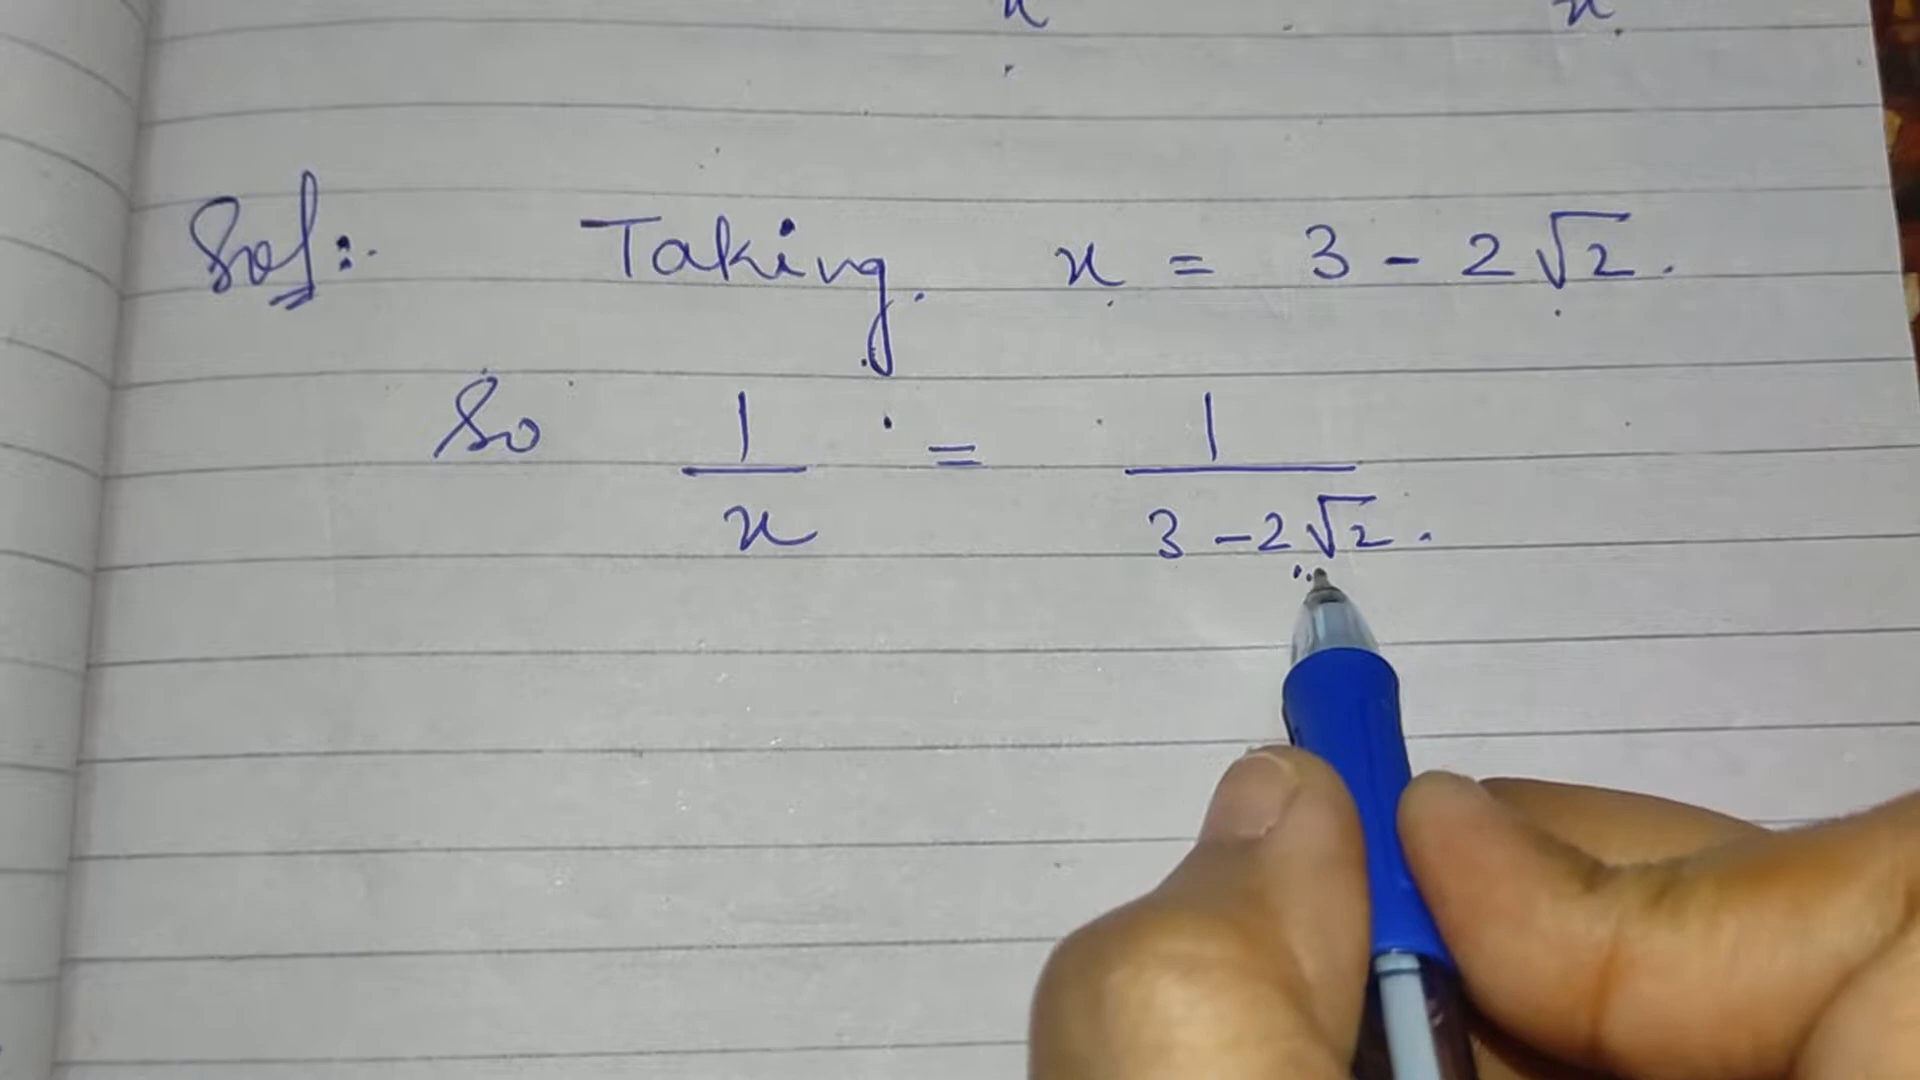 x x
Sol:. Taking. x = 3 - 2√2.
So 1/x = 1/(3 - 2√2).